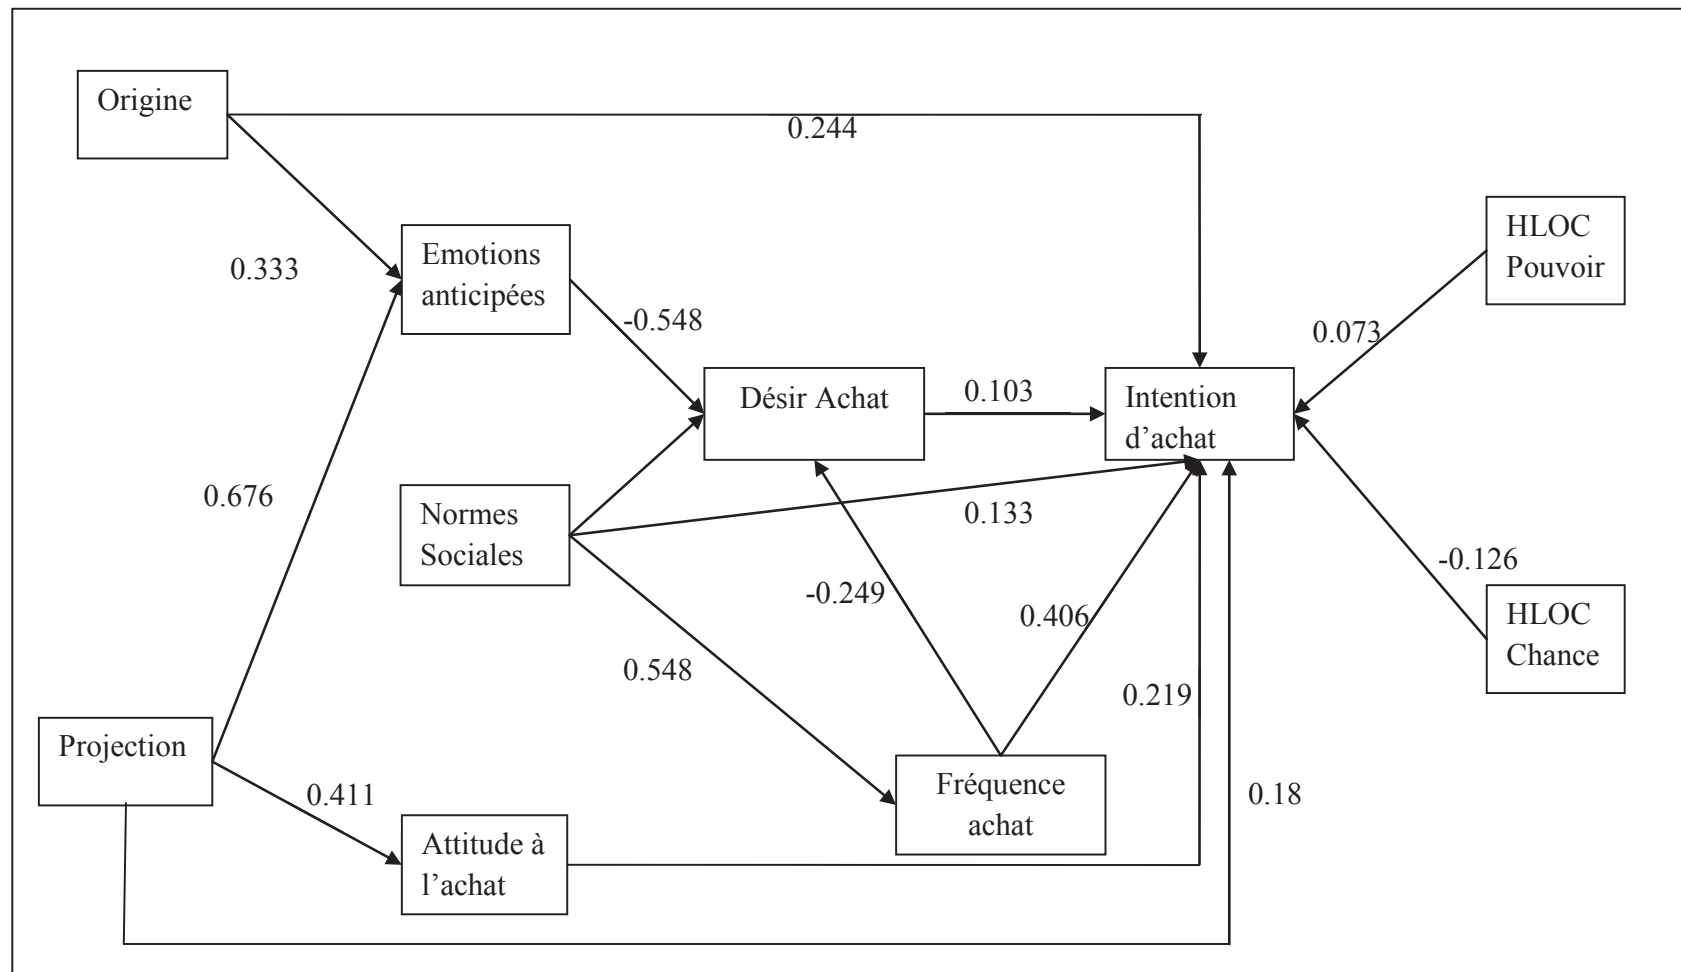 Origine
0.244
HLOC
Pouvoir
Emotions
anticipées
0.333
-0.548
0.073
Désir Achat
0.103
Intention
d’achat
0.676
Normes
Sociales
0.133
-0.249
0.406
-0.126
HLOC
Chance
0.548
0.219
Projection
0.411
Fréquence
achat
0.18
Attitude à
l’achat